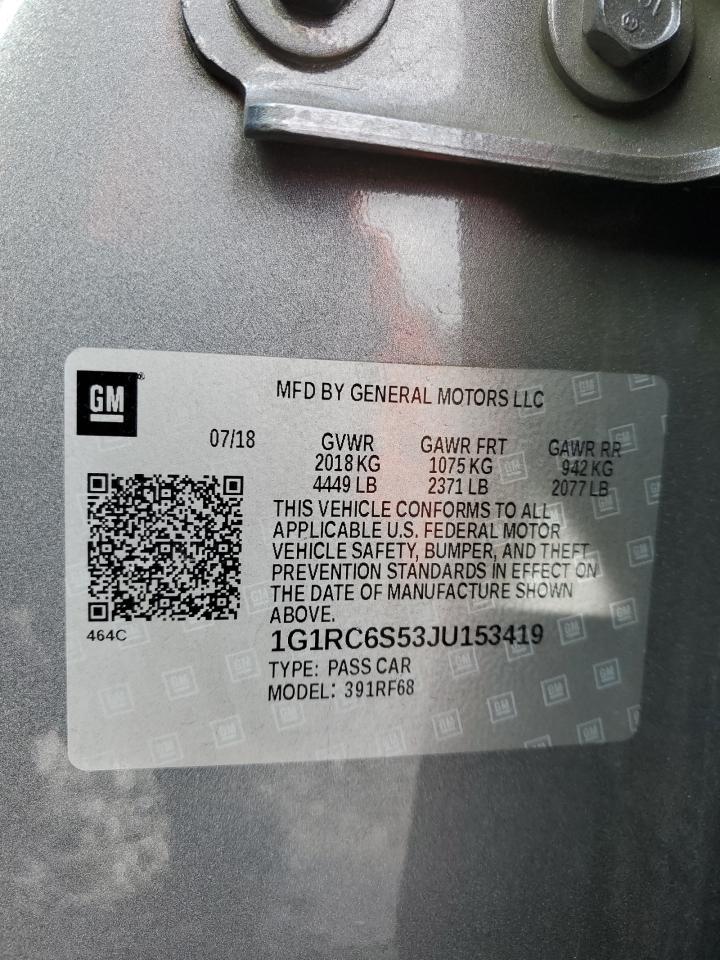 GM
MFD BY GENERAL MOTORS LLC
07/18 GVWR GAWR FRT GAWR RR
2018 KG 1075 KG 942 KG
4449 LB 2371 LB 2077 LB
THIS VEHICLE CONFORMS TO ALL
APPLICABLE U.S. FEDERAL MOTOR
VEHICLE SAFETY, BUMPER, AND THEFT
PREVENTION STANDARDS IN EFFECT ON
THE DATE OF MANUFACTURE SHOWN
ABOVE.
464C
1G1RC6S53JU153419
TYPE: PASS CAR
MODEL: 391RF68